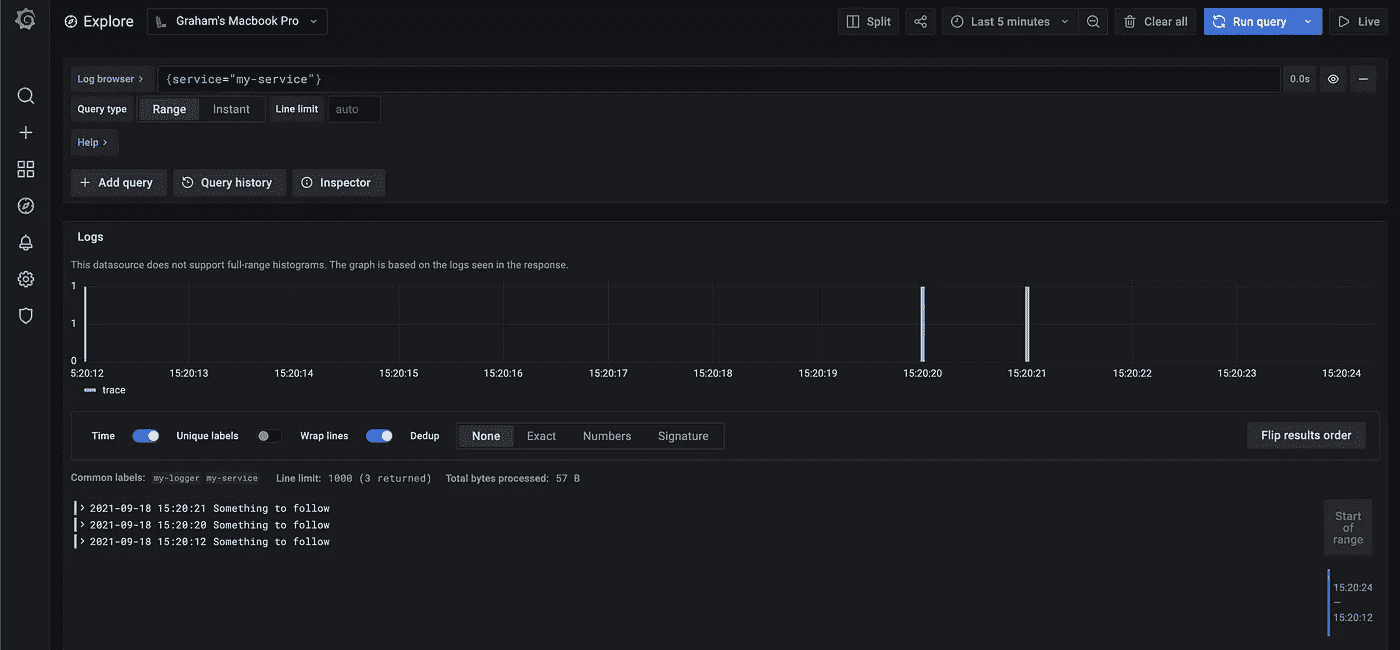 Explore Graham's Macbook Pro Split Last 5 minutes Clear all Run query Live
Log browser > {service="my-service"} 0.0s
Query type Range Instant Line limit auto
Help >
+ Add query Query history Inspector
Logs
This datasource does not support full-range histograms. The graph is based on the logs seen in the response.
1
1
0
5:20:12 15:20:13 15:20:14 15:20:15 15:20:16 15:20:17 15:20:18 15:20:19 15:20:20 15:20:21 15:20:22 15:20:23 15:20:24
trace
Time Unique labels Wrap lines Dedup None Exact Numbers Signature Flip results order
Common labels: my-logger my-service Line limit: 1000 (3 returned) Total bytes processed: 57 B
> 2021-09-18 15:20:21 Something to follow
> 2021-09-18 15:20:20 Something to follow
> 2021-09-18 15:20:12 Something to follow
Start
of
range
15:20:24
—
15:20:12